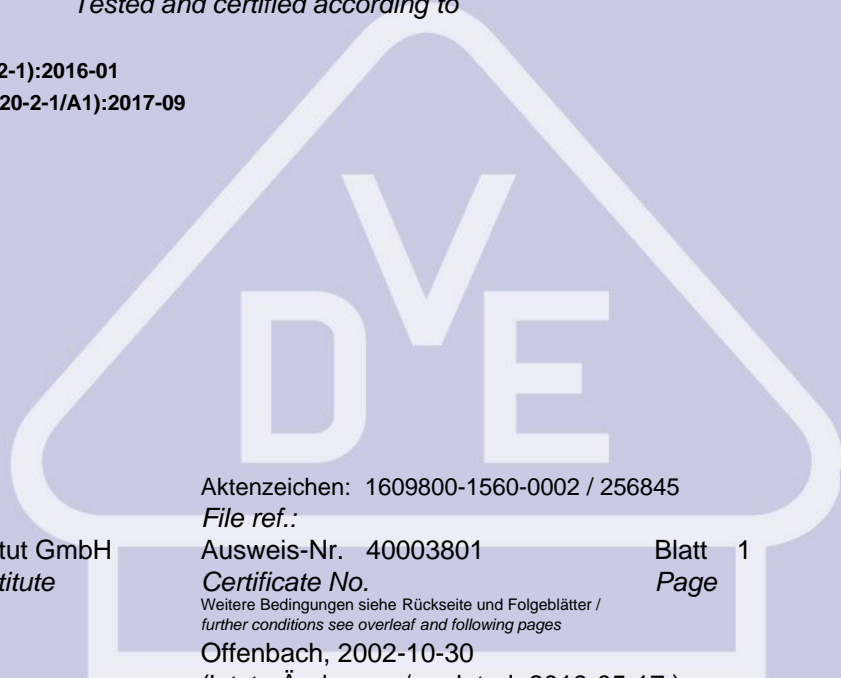 Tested and certified according to
2-1):2016-01
20-2-1/A1):2017-09
DVE
Aktenzeichen: 1609800-1560-0002 / 256845
File ref.:
tut GmbH Ausweis-Nr. 40003801 Blatt 1
titute Certificate No. Page
Weitere Bedingungen siehe Rückseite und Folgeblätter /
further conditions see overleaf and following pages
Offenbach, 2002-10-30